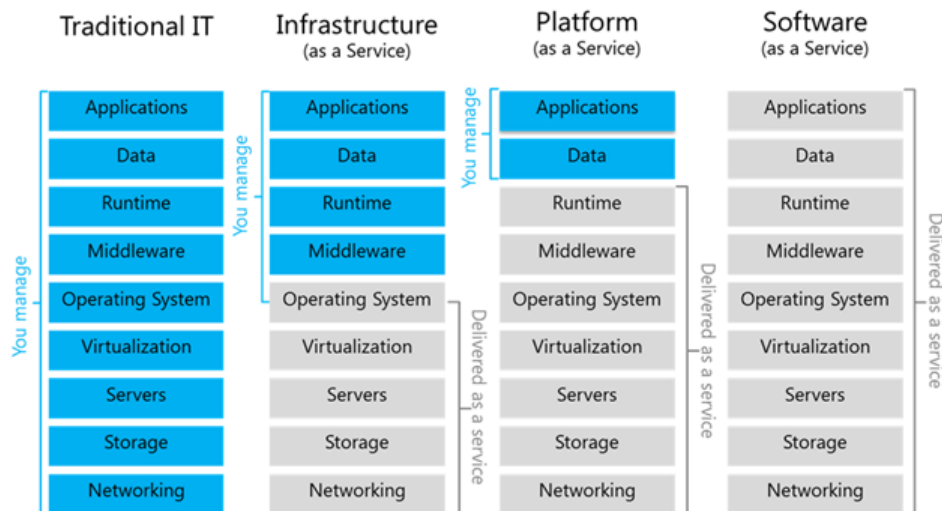 Traditional IT
Infrastructure
(as a Service)
Platform
(as a Service)
Software
(as a Service)
You manage
Applications
Data
Runtime
Middleware
Operating System
Virtualization
Servers
Storage
Networking
You manage
Applications
Data
Runtime
Middleware
Operating System
Virtualization
Servers
Storage
Networking
Delivered as a service
You manage
Applications
Data
Runtime
Middleware
Operating System
Virtualization
Servers
Storage
Networking
Delivered as a service
Applications
Data
Runtime
Middleware
Operating System
Virtualization
Servers
Storage
Networking
Delivered as a service